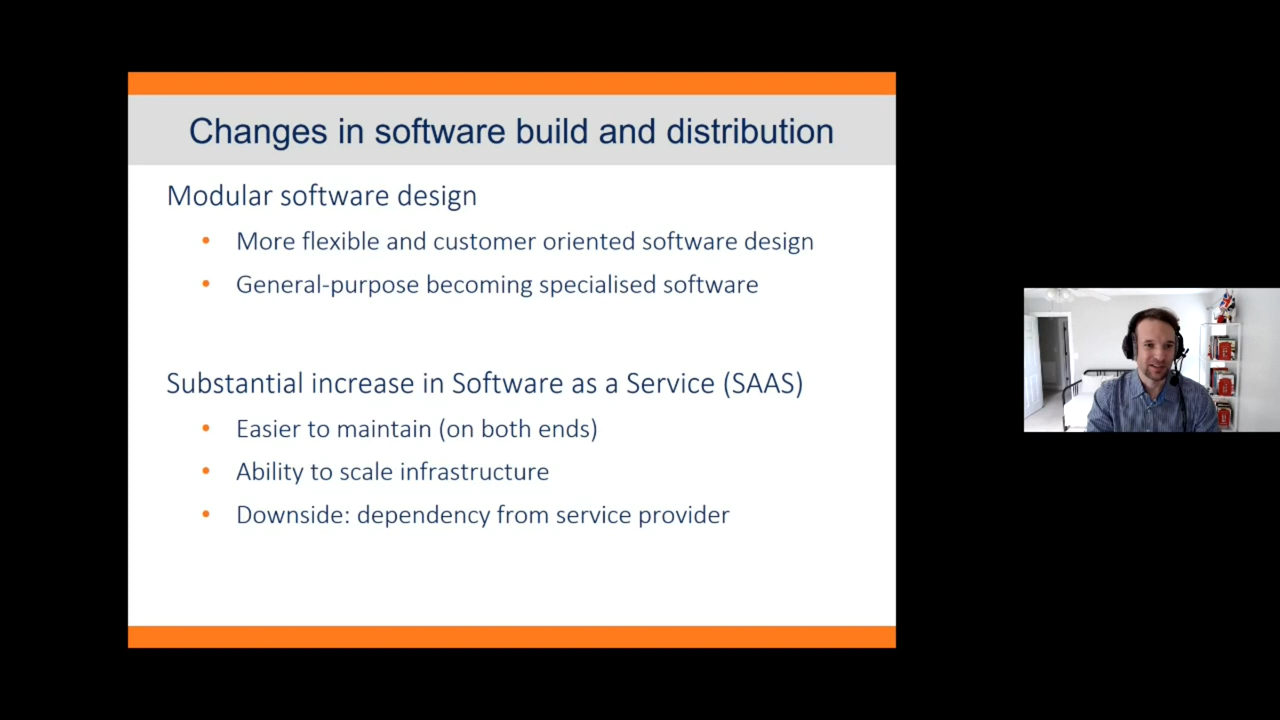 Changes in software build and distribution
Modular software design
• More flexible and customer oriented software design
• General-purpose becoming specialised software
Substantial increase in Software as a Service (SAAS)
• Easier to maintain (on both ends)
• Ability to scale infrastructure
• Downside: dependency from service provider